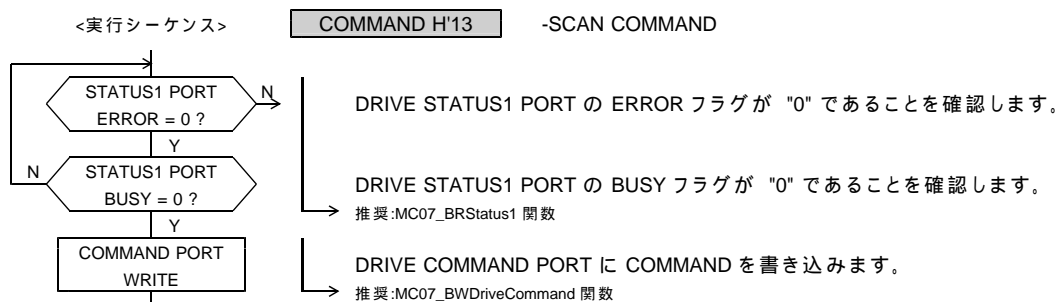 <実行シーケンス>
COMMAND H'13
-SCAN COMMAND
STATUS1 PORT
ERROR = 0 ?
N
DRIVE STATUS1 PORT の ERROR フラグが "0" であることを確認します。
Y
N
STATUS1 PORT
BUSY = 0 ?
DRIVE STATUS1 PORT の BUSY フラグが "0" であることを確認します。
推奨:MC07_BRStatus1 関数
Y
COMMAND PORT
WRITE
DRIVE COMMAND PORT に COMMAND を書き込みます。
推奨:MC07_BWDriveCommand 関数